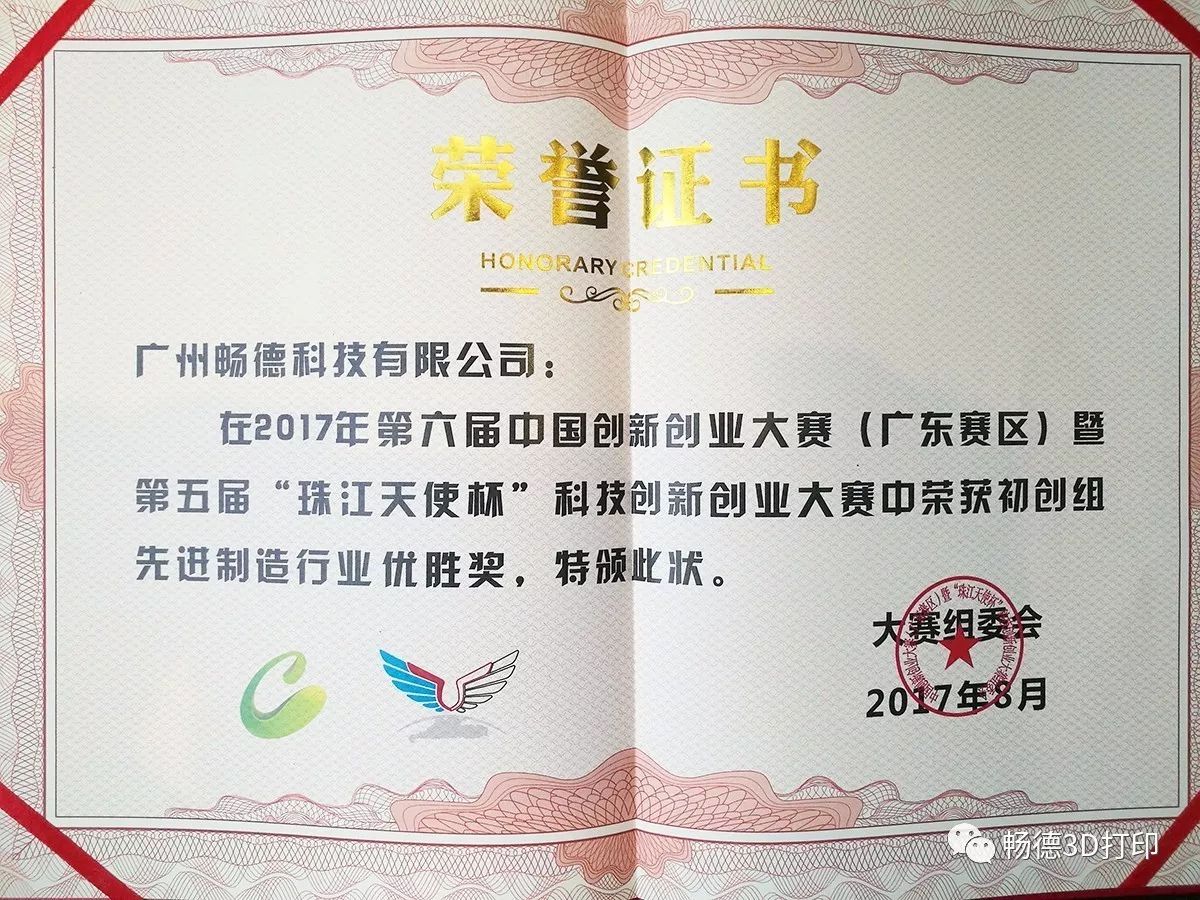 荣誉证书
HONORARY CREDENTIAL
广州畅德科技有限公司：
在2017年第六届中国创新创业大赛（广东赛区）暨
第五届“珠江天使杯”科技创新创业大赛中荣获初创组
先进制造行业优胜奖，特颁此状。
大赛组委会
2017年8月
畅德3D打印